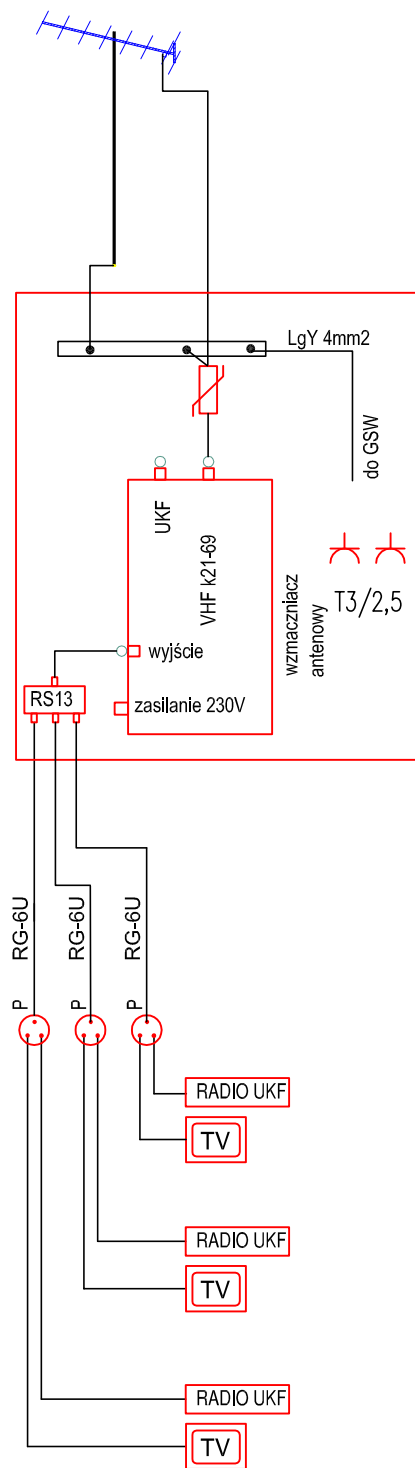 LgY 4mm2
do GSW
UKF
VHF k21-69
wzmaczniacz
antenowy
T3/2,5
wyjście
zasilanie 230V
RS13
RG-6U
RG-6U
RG-6U
P
P
P
RADIO UKF
TV
RADIO UKF
TV
RADIO UKF
TV